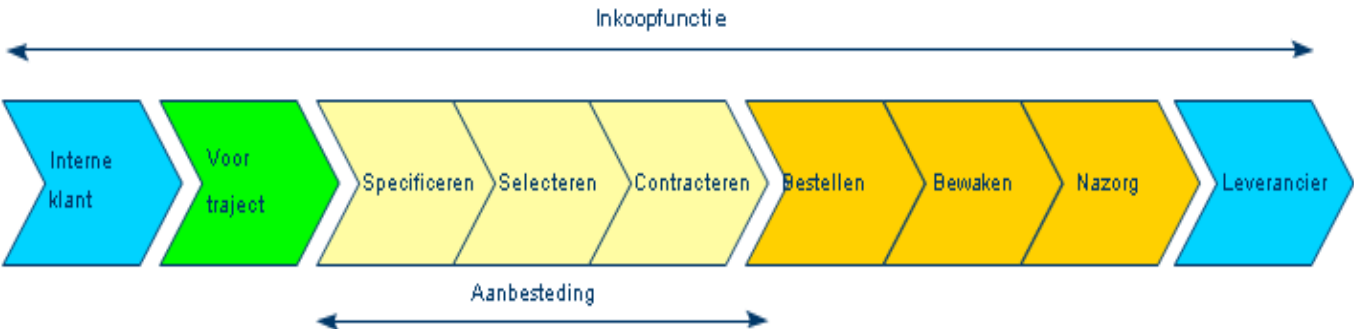 Inkoopfunctie
Interne
klant
Voor
traject
Specificeren
Selecteren
Contracteren
Bestellen
Bewaken
Nazorg
Leverancier
Aanbesteding